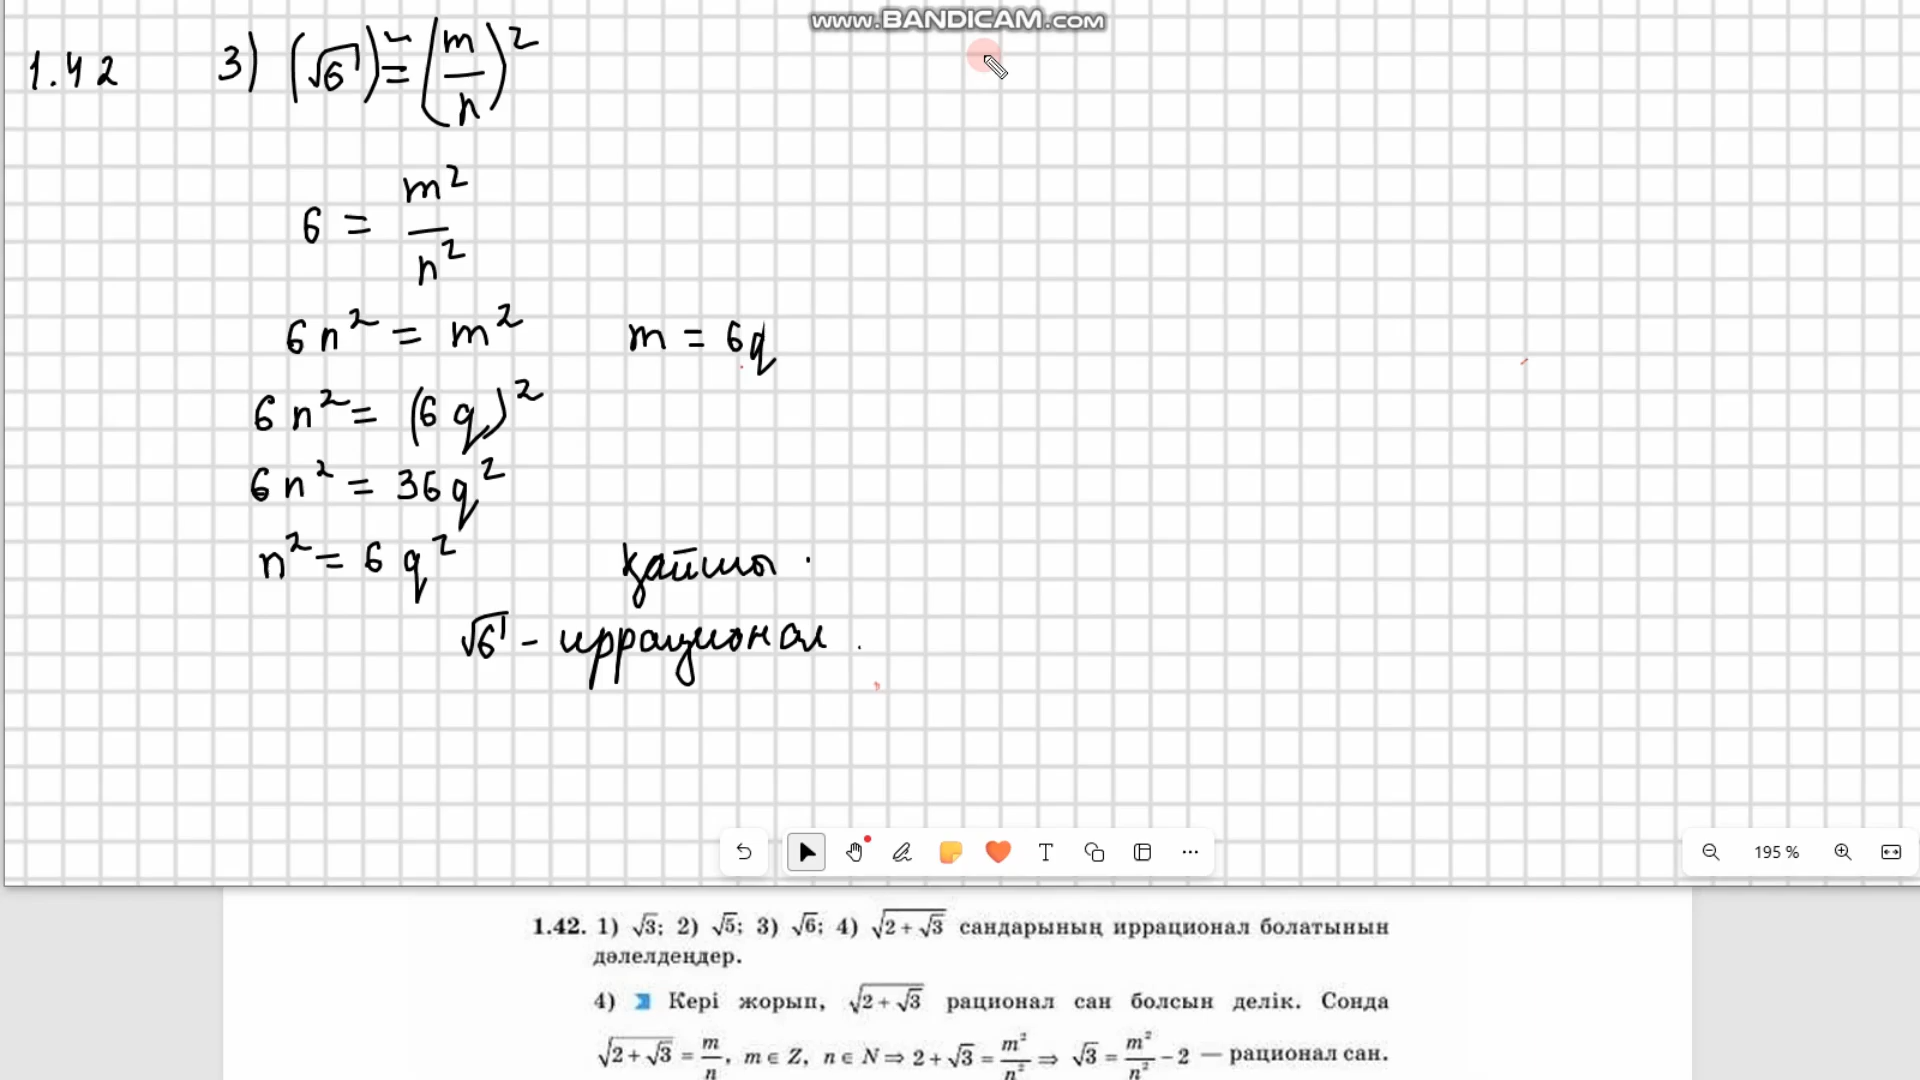 www.BANDICAM.com
1.42 3) (√6)² = (m/n)²
6 = m²/n²
6n² = m² m = 6q
6n² = (6q)²
6n² = 36q²
n² = 6q² қайшы.
√6 - иррационал.
195 %
1.42. 1) √3; 2) √5; 3) √6; 4) √(2 + √3) сандарының иррационал болатынын
дәлелдеңдер.
4) Кері жорып, √(2 + √3) рационал сан болсын делік. Сонда
√(2 + √3) = m/n, m ∈ Z, n ∈ N ⇒ 2 + √3 = m²/n² ⇒ √3 = m²/n² − 2 — рационал сан.